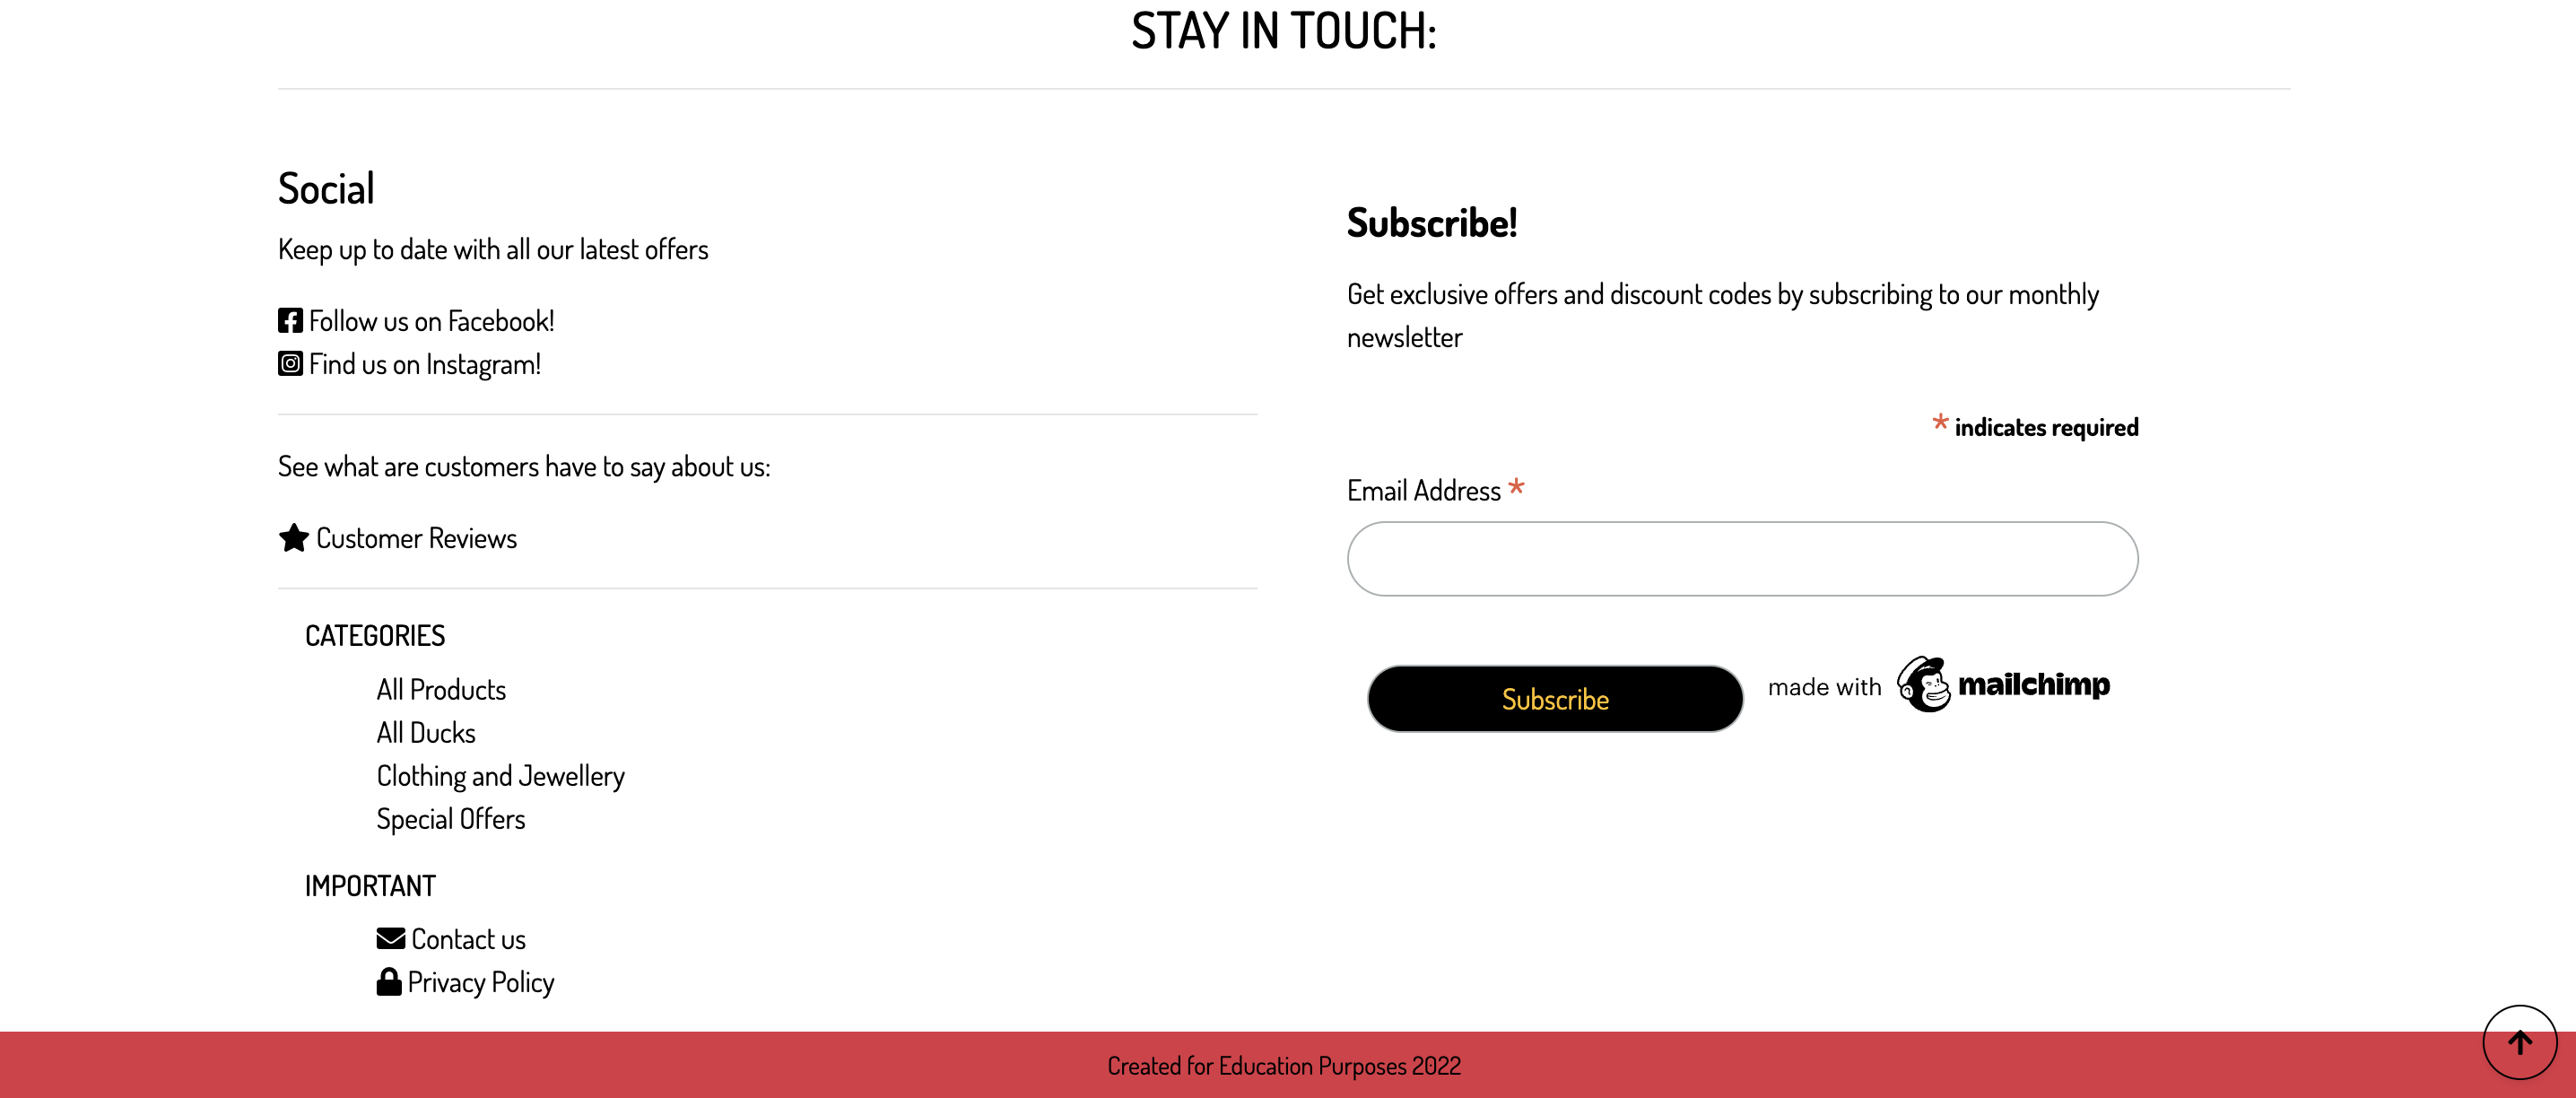 STAY IN TOUCH:
Social
Keep up to date with all our latest offers
Follow us on Facebook!
Find us on Instagram!
See what are customers have to say about us:
Customer Reviews
CATEGORIES
All Products
All Ducks
Clothing and Jewellery
Special Offers
IMPORTANT
Contact us
Privacy Policy
Subscribe!
Get exclusive offers and discount codes by subscribing to our monthly
newsletter
* indicates required
Email Address *
Subscribe
made with mailchimp
Created for Education Purposes 2022